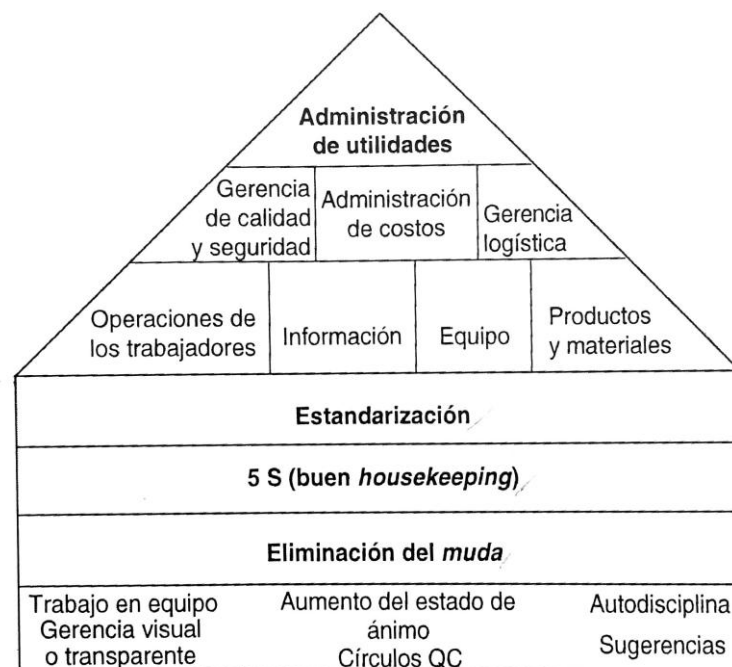 Administración
de utilidades
Gerencia
de calidad
y seguridad
Administración
de costos
Gerencia
logística
Operaciones de
los trabajadores
Información
Equipo
Productos
y materiales
Estandarización
5 S (buen housekeeping)
Eliminación del muda
Trabajo en equipo
Gerencia visual
o transparente
Aumento del estado de
ánimo
Círculos QC
Autodisciplina
Sugerencias